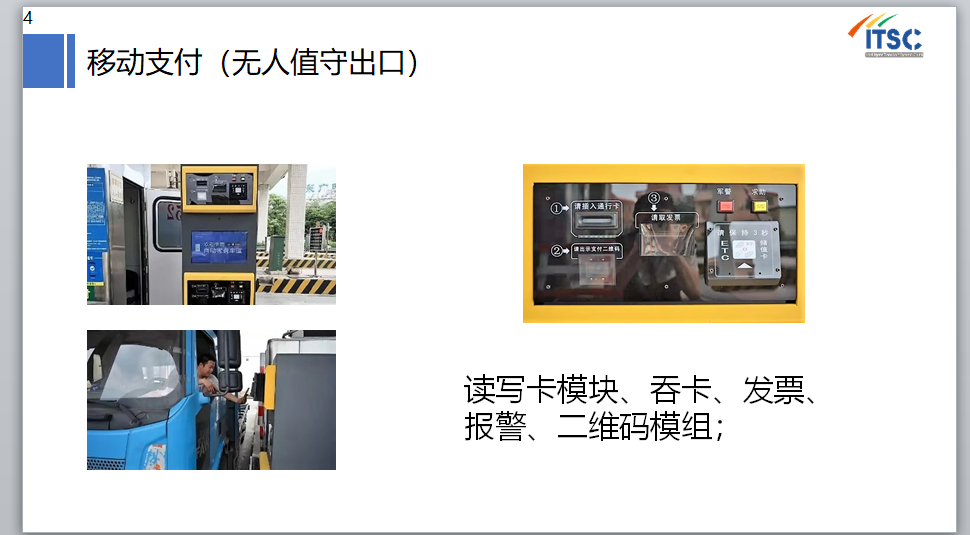 4
移动支付（无人值守出口）
ITSC
①
请插入通行卡
②
请出示支付二维码
③
请取发票
求助
请保持3秒
ETC
储值卡
读写卡模块、吞卡、发票、
报警、二维码模组；